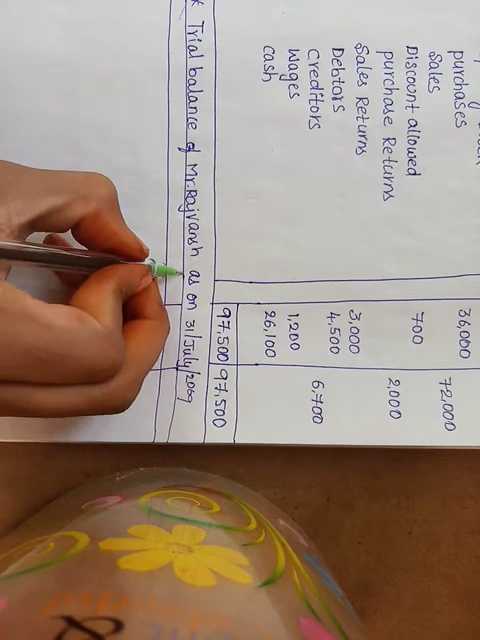 purchases 36,000
Sales 72,000
Discount allowed 700
purchase Returns 2,000
Sales Returns 3,000
Debtors 4,500
Creditors 6,700
Wages 1,200
cash 26,100
97,500 97,500
Trial balance of Mr. Rajvansh as on 31/July/2069